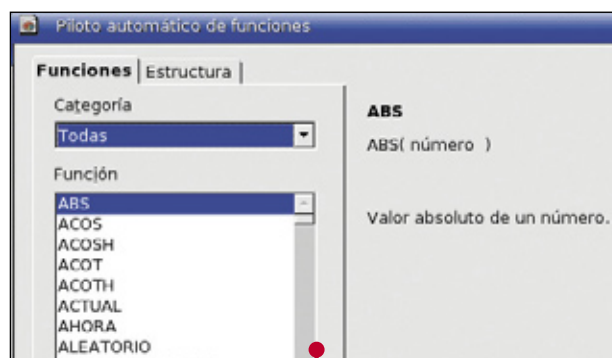 Piloto automático de funciones
Funciones Estructura
Categoría
Todas
Función
ABS
ACOS
ACOSH
ACOT
ACOTH
ACTUAL
AHORA
ALEATORIO
ABS
ABS( número )
Valor absoluto de un número.